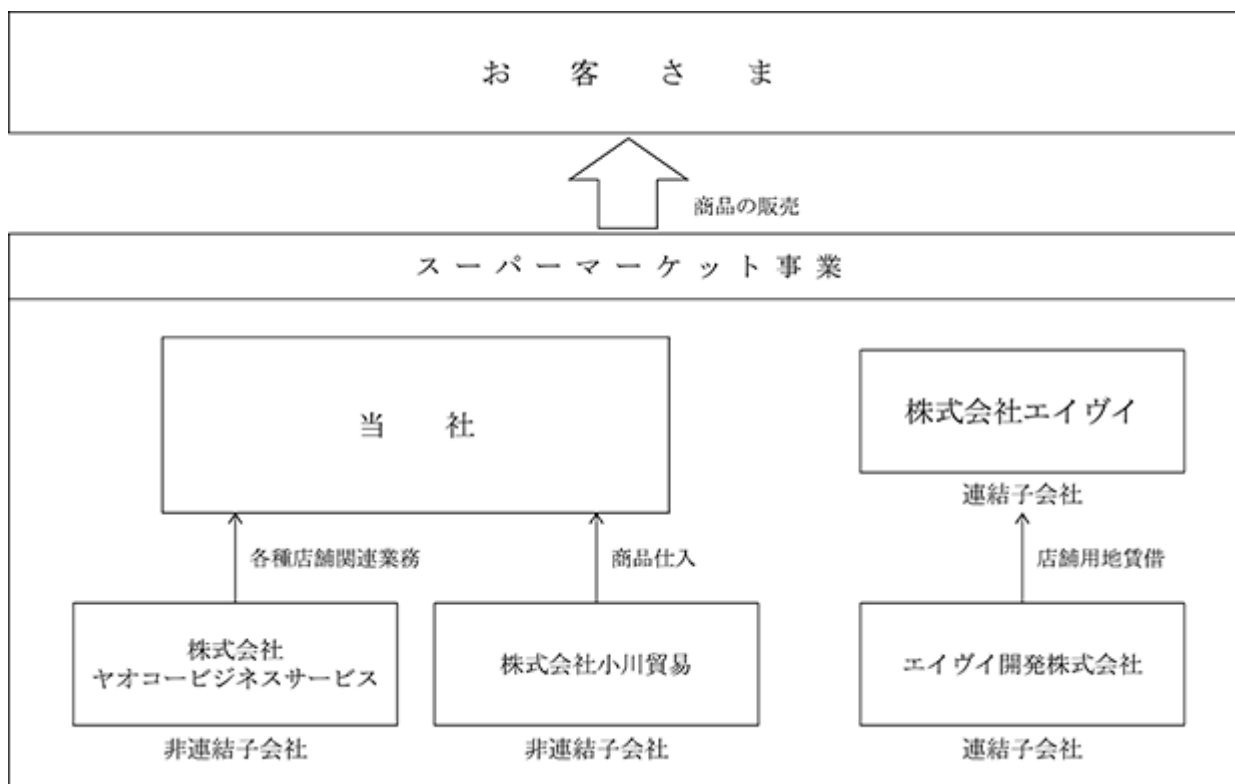 お客さま
商品の販売
スーパーマーケット事業
当社
株式会社エイヴイ
連結子会社
各種店舗関連業務
商品仕入
店舗用地賃借
株式会社
ヤオコービジネスサービス
株式会社小川貿易
エイヴイ開発株式会社
非連結子会社
非連結子会社
連結子会社